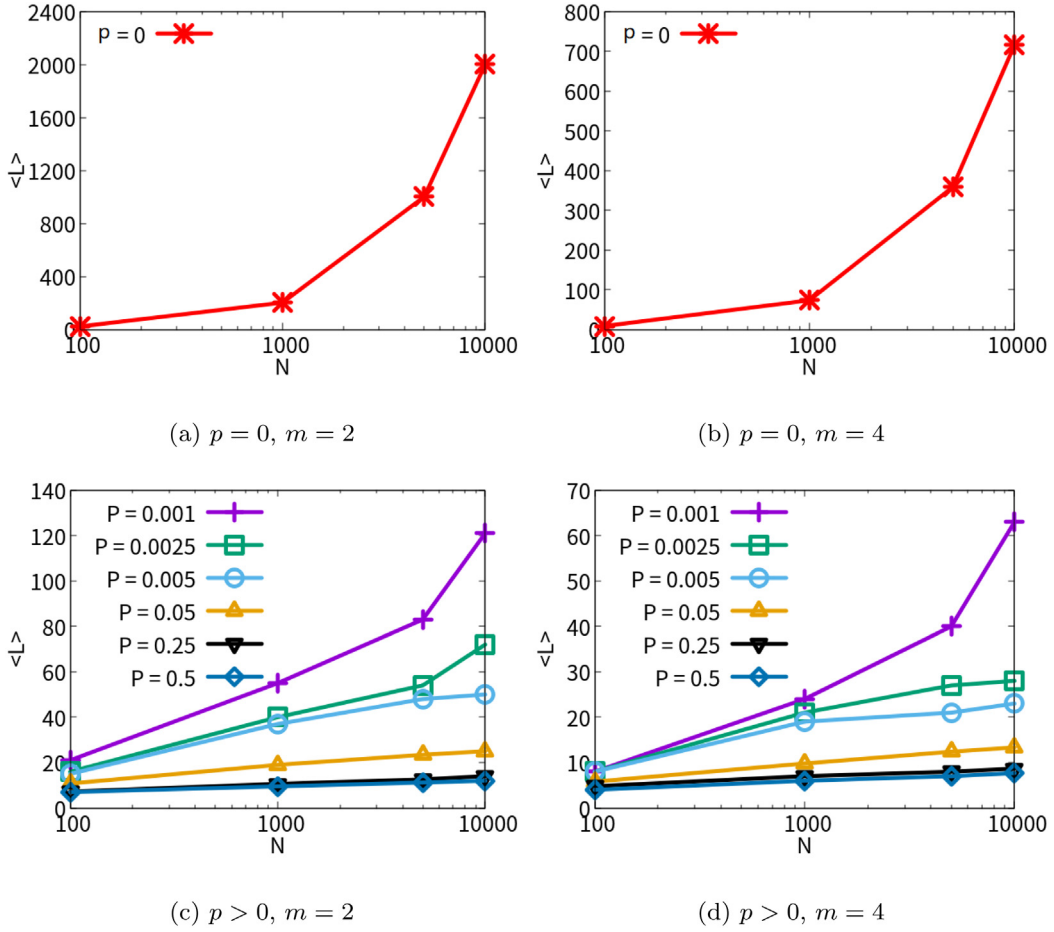 2400
2000
1600
1200
800
400
0
<L>
p = 0
100
1000
10000
N
(a) p = 0, m = 2
800
700
600
500
400
300
200
100
0
<L>
p = 0
100
1000
10000
N
(b) p = 0, m = 4
140
120
100
80
60
40
20
0
<L>
P = 0.001
P = 0.0025
P = 0.005
P = 0.05
P = 0.25
P = 0.5
100
1000
10000
N
(c) p > 0, m = 2
70
60
50
40
30
20
10
0
<L>
P = 0.001
P = 0.0025
P = 0.005
P = 0.05
P = 0.25
P = 0.5
100
1000
10000
N
(d) p > 0, m = 4